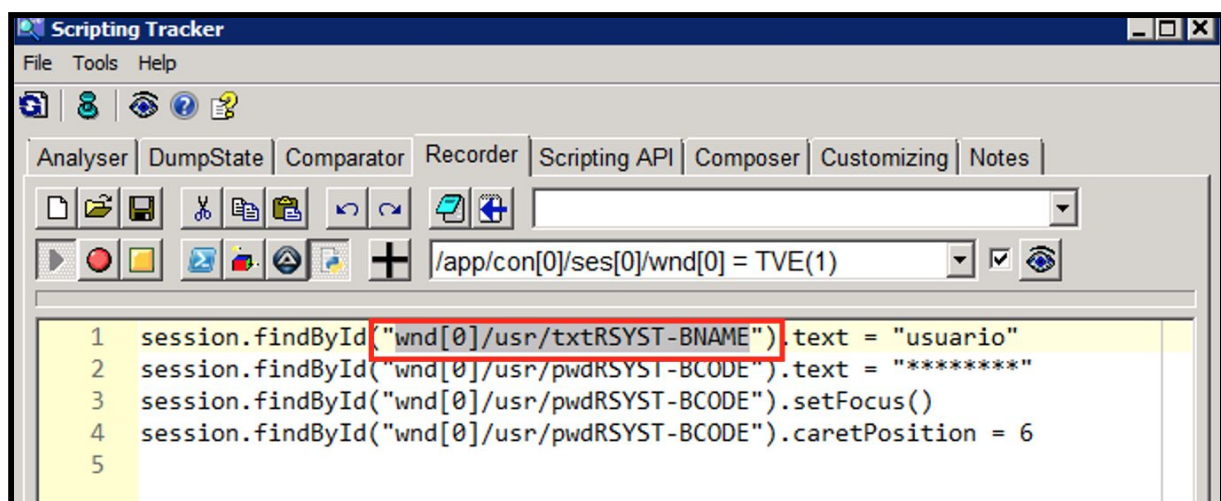 Scripting Tracker
File Tools Help
Analyser DumpState Comparator Recorder Scripting API Composer Customizing Notes
/app/con[0]/ses[0]/wnd[0] = TVE(1)
1 session.findById("wnd[0]/usr/txtRSYST-BNAME").text = "usuario"
2 session.findById("wnd[0]/usr/pwdRSYST-BCODE").text = "********"
3 session.findById("wnd[0]/usr/pwdRSYST-BCODE").setFocus()
4 session.findById("wnd[0]/usr/pwdRSYST-BCODE").caretPosition = 6
5